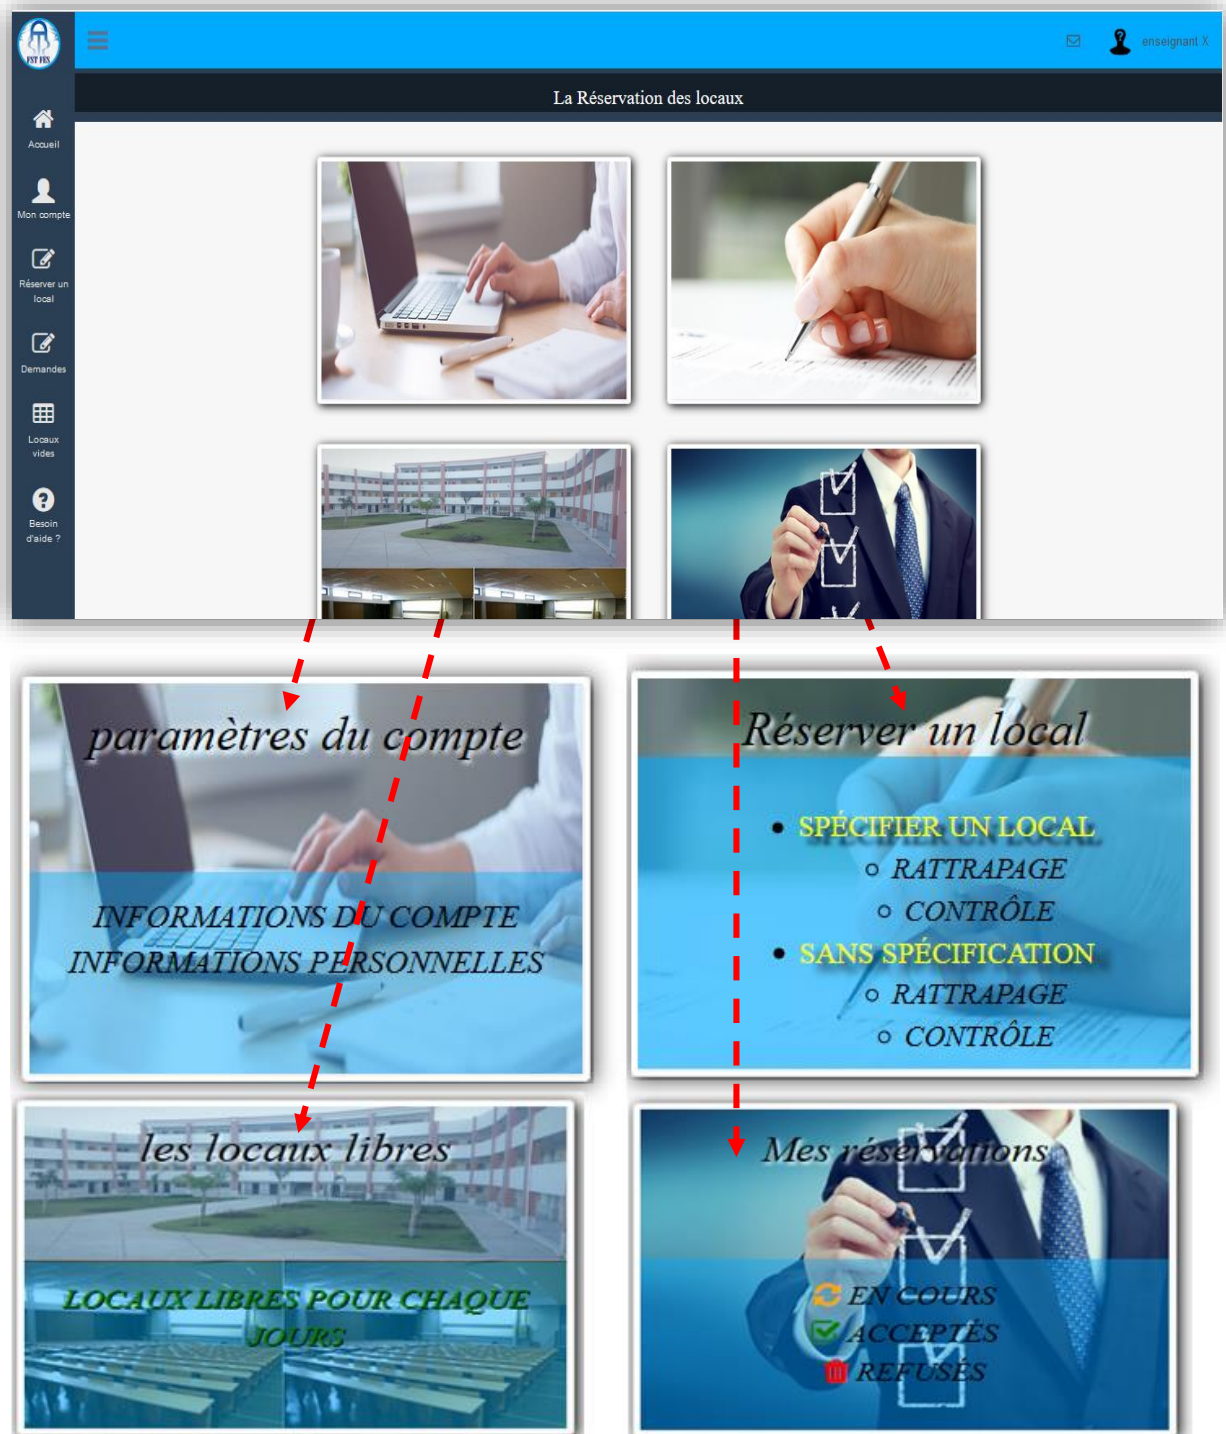 FST FES
enseignant X
La Réservation des locaux
Accueil
Mon compte
Réserver un
local
Demandes
Locaux
vides
Besoin
d'aide ?
paramètres du compte
INFORMATIONS DU COMPTE
INFORMATIONS PERSONNELLES
Réserver un local
• SPÉCIFIER UN LOCAL
○ RATTRAPAGE
○ CONTRÔLE
• SANS SPÉCIFICATION
○ RATTRAPAGE
○ CONTRÔLE
les locaux libres
LOCAUX LIBRES POUR CHAQUE
JOURS
Mes réservations
EN COURS
ACCEPTÉS
REFUSÉS